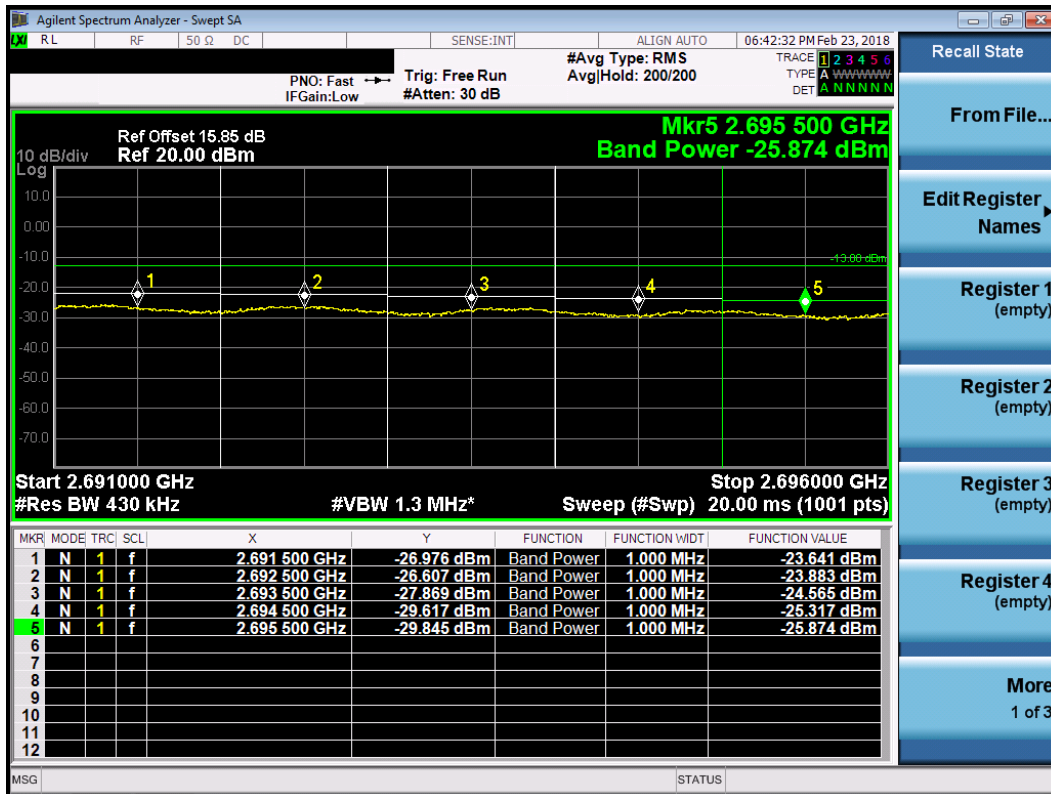 Agilent Spectrum Analyzer - Swept SA
LXI RL RF 50 Ω DC SENSE:INT ALIGN AUTO 06:42:32 PM Feb 23, 2018
PNO: Fast
IFGain:Low
Trig: Free Run
#Atten: 30 dB
#Avg Type: RMS
Avg|Hold: 200/200
TRACE 1 2 3 4 5 6
TYPE A WWWWW
DET A N N N N N
Mkr5 2.695 500 GHz
Band Power -25.874 dBm
Ref Offset 15.85 dB
10 dB/div Ref 20.00 dBm
Log
10.0
0.00
-10.0
-13.00 dBm
-20.0
-30.0
-40.0
-50.0
-60.0
-70.0
1 2 3 4 5
Start 2.691000 GHz Stop 2.696000 GHz
#Res BW 430 kHz #VBW 1.3 MHz* Sweep (#Swp) 20.00 ms (1001 pts)
MKR MODE TRC SCL X Y FUNCTION FUNCTION WIDT FUNCTION VALUE
1 N 1 f 2.691 500 GHz -26.976 dBm Band Power 1.000 MHz -23.641 dBm
2 N 1 f 2.692 500 GHz -26.607 dBm Band Power 1.000 MHz -23.883 dBm
3 N 1 f 2.693 500 GHz -27.869 dBm Band Power 1.000 MHz -24.565 dBm
4 N 1 f 2.694 500 GHz -29.617 dBm Band Power 1.000 MHz -25.317 dBm
5 N 1 f 2.695 500 GHz -29.845 dBm Band Power 1.000 MHz -25.874 dBm
6
7
8
9
10
11
12
MSG STATUS
Recall State
From File...
Edit Register
Names
Register 1
(empty)
Register 2
(empty)
Register 3
(empty)
Register 4
(empty)
More
1 of 3